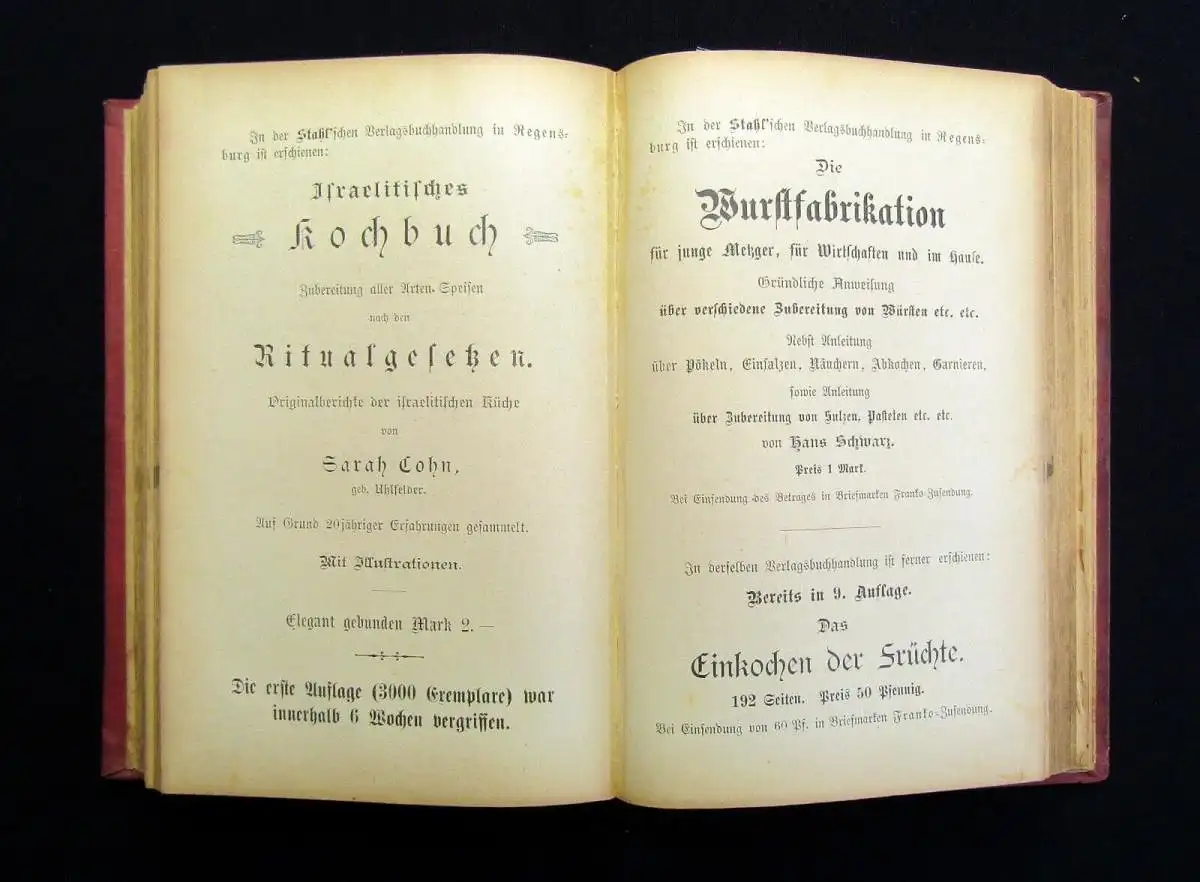 In der Stahl'schen Verlagsbuchhandlung in Regens-
burg ist erschienen:
Israelitisches
Kochbuch
Zubereitung aller Arten Speisen
nach den
Ritualgesetzen.
Originalberichte der israelitischen Küche
von
Sarah Cohn,
geb. Uhlfelder.
Auf Grund 20jähriger Erfahrungen gesammelt.
Mit Illustrationen.
Elegant gebunden Mark 2.—
Die erste Auflage (3000 Exemplare) war
innerhalb 6 Wochen vergriffen.
In der Stahl'schen Verlagsbuchhandlung in Regens-
burg ist erschienen:
Die
Wurstfabrikation
für junge Metzger, für Wirtschaften und im Hause.
Gründliche Anweisung
über verschiedene Zubereitung von Würsten etc. etc.
Nebst Anleitung
über Pökeln, Einsalzen, Räuchern, Abkochen, Garnieren,
sowie Anleitung
über Zubereitung von Sulzen, Pasteten etc. etc.
von Hans Schwarz.
Preis 1 Mark.
Bei Einsendung des Betrages in Briefmarken Franko-Zusendung.
In derselben Verlagsbuchhandlung ist ferner erschienen:
Bereits in 9. Auflage.
Das
Einkochen der Früchte.
192 Seiten. Preis 50 Pfennig.
Bei Einsendung von 60 Pf. in Briefmarken Franko-Zusendung.